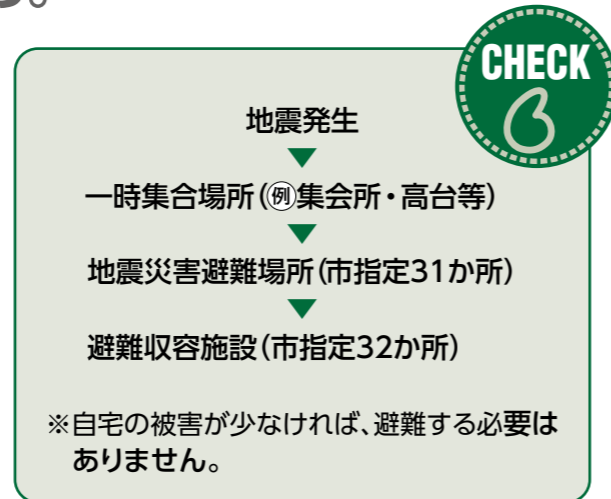 る。
CHECK
6
地震発生
▼
一時集合場所(㋹集会所・高台等)
▼
地震災害避難場所(市指定31か所)
▼
避難収容施設(市指定32か所)
※自宅の被害が少なければ、避難する必要は
ありません。